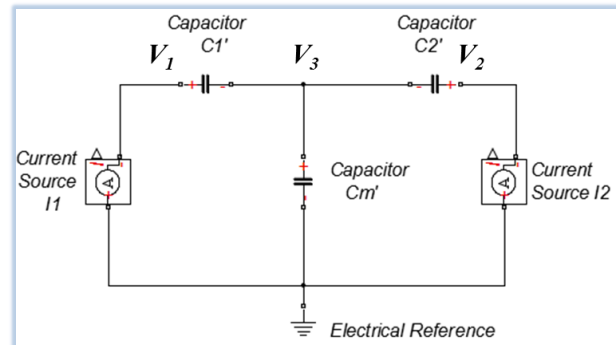 Capacitor
C1'
Capacitor
C2'
V1
V3
V2
+
-
-
+
Current
Source
I1
A
+
Capacitor
Cm'
-
A
Current
Source I2
Electrical Reference